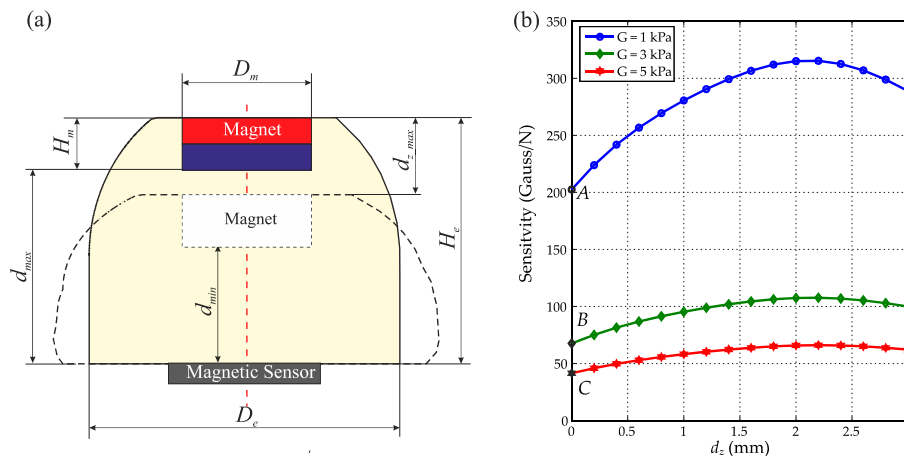 (a)
D_m
H_m
Magnet
d_z max
Magnet
d_max
d_min
H_e
Magnetic Sensor
D_e
(b)
G = 1 kPa
G = 3 kPa
G = 5 kPa
Sensitvity (Gauss/N)
350
300
250
200
150
100
50
0
A
B
C
0 0.5 1 1.5 2 2.5
d_z (mm)